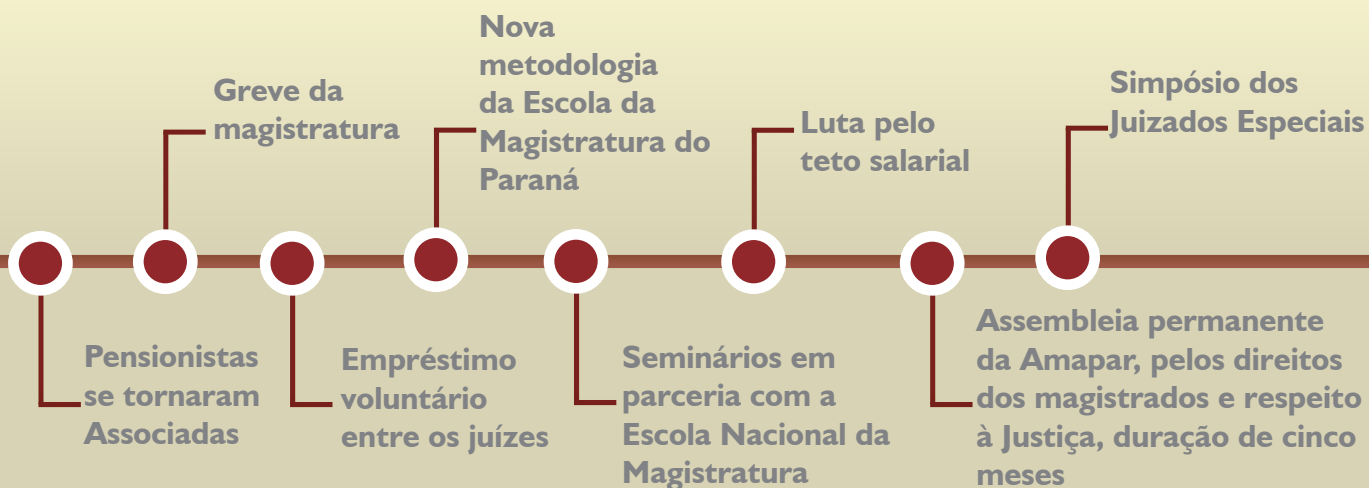 Pensionistas
se tornaram
Associadas
Greve da
magistratura
Empréstimo
voluntário
entre os juízes
Nova
metodologia
da Escola da
Magistratura do
Paraná
Seminários em
parceria com a
Escola Nacional da
Magistratura
Luta pelo
teto salarial
Assembleia permanente
da Amapar, pelos direitos
dos magistrados e respeito
à Justiça, duração de cinco
meses
Simpósio dos
Juizados Especiais